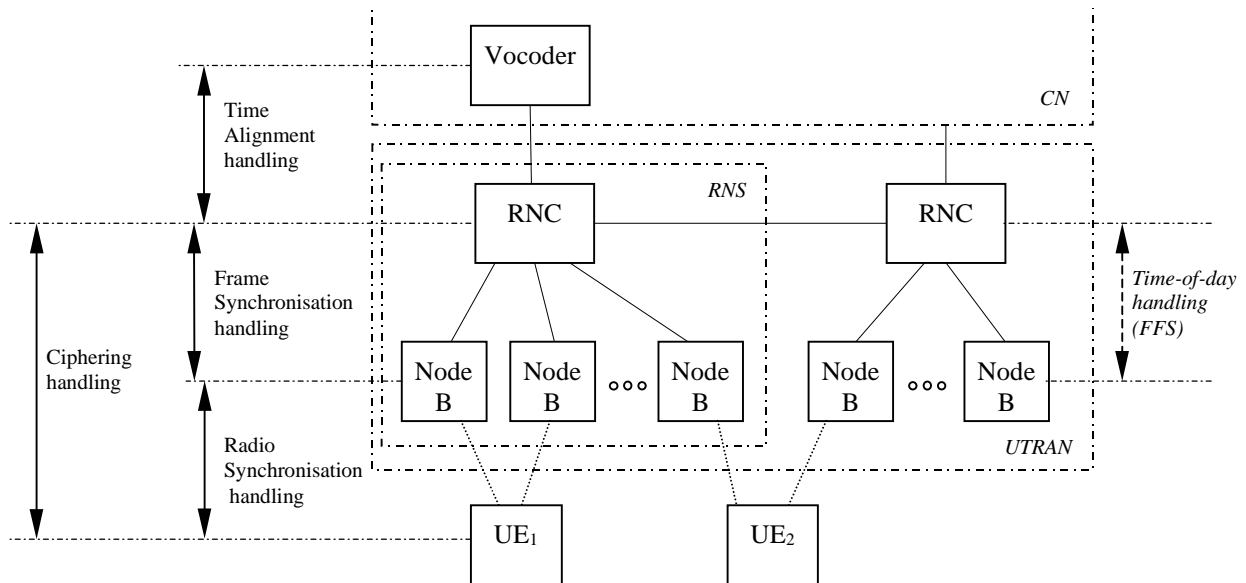 Vocoder
CN
Time
Alignment
handling
RNS
RNC
RNC
Frame
Synchronisation
handling
Time-of-day
handling
(FFS)
Ciphering
handling
Node
B
Node
B
Node
B
Node
B
Node
B
Radio
Synchronisation
handling
UTRAN
UE1
UE2